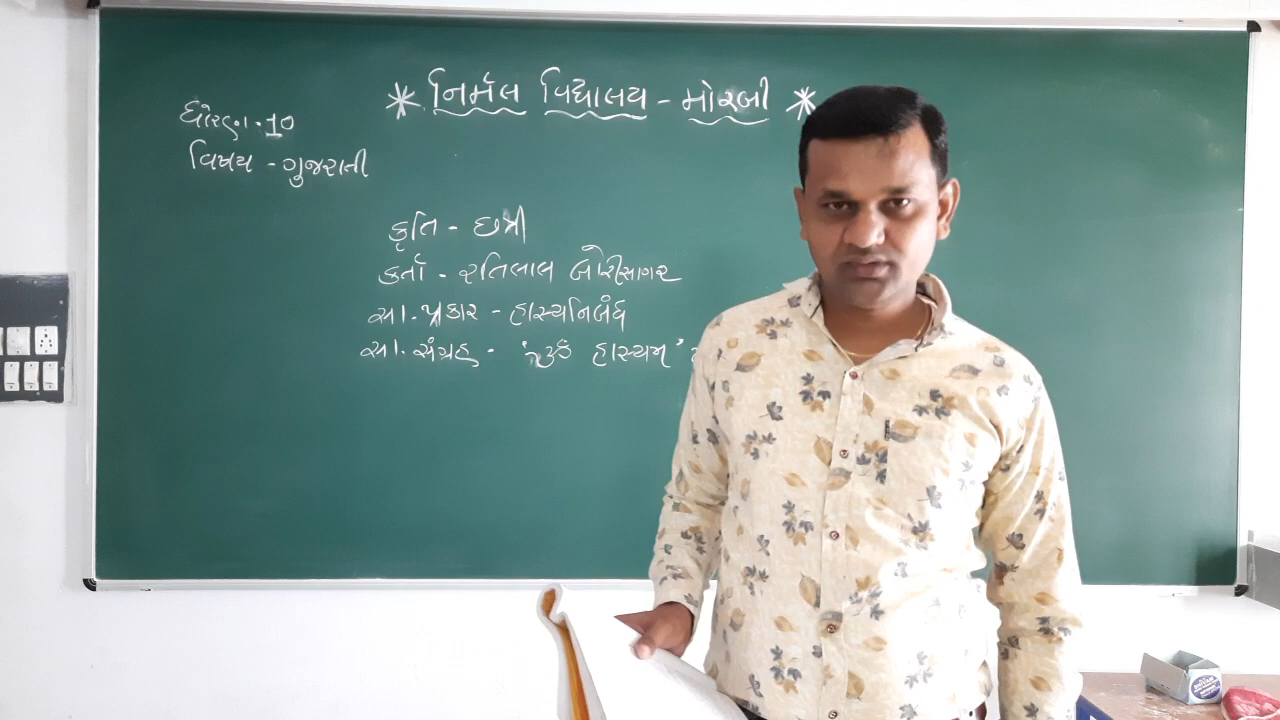 * નિર્મલ વિદ્યાલય - મોરબી *
ધોરણ. 10
વિષય - ગુજરાતી
કૃતિ - છત્રી
કર્તા - રતિલાલ બોરીસાગર
સા. પ્રકાર - હાસ્યનિબંધ
સા. સંગ્રહ - હાસ્યમ્'